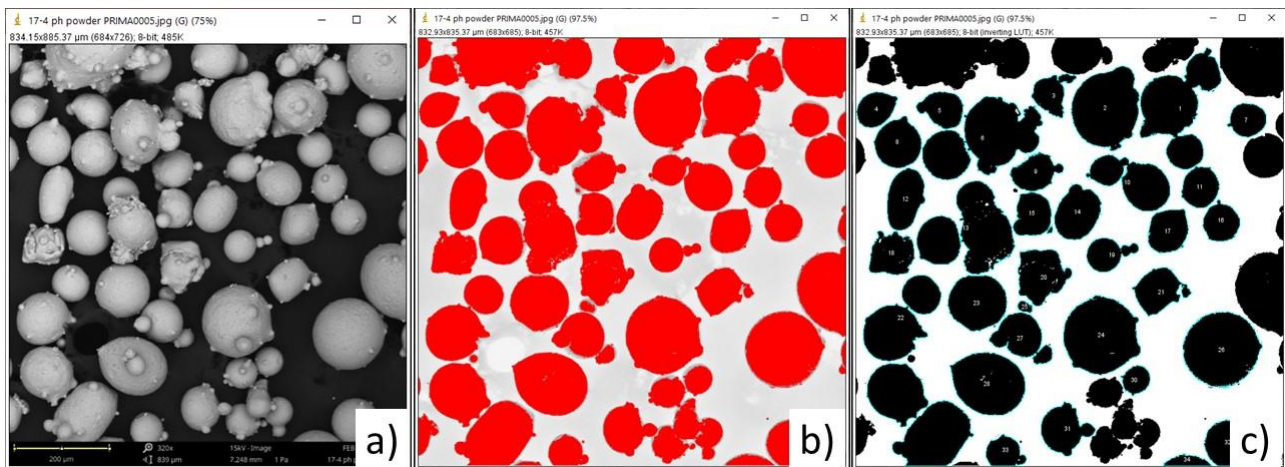 17-4 ph powder PRIMA0005.jpg (G) (75%)
834.15x885.37 µm (684x726); 8-bit; 485K
320x
15kV - Image
FEB
200 µm
839 µm
7.248 mm
1 Pa
17-4 ph p
a)
17-4 ph powder PRIMA0005.jpg (G) (97.5%)
832.93x835.37 µm (683x685); 8-bit; 457K
b)
17-4 ph powder PRIMA0005.jpg (G) (97.5%)
832.93x835.37 µm (683x685); 8-bit (inverting LUT); 457K
3
2
1
4
5
7
6
8
9
10
11
12
15
14
13
16
17
18
19
20
21
23
22
24
27
26
28
30
31
33
34
c)